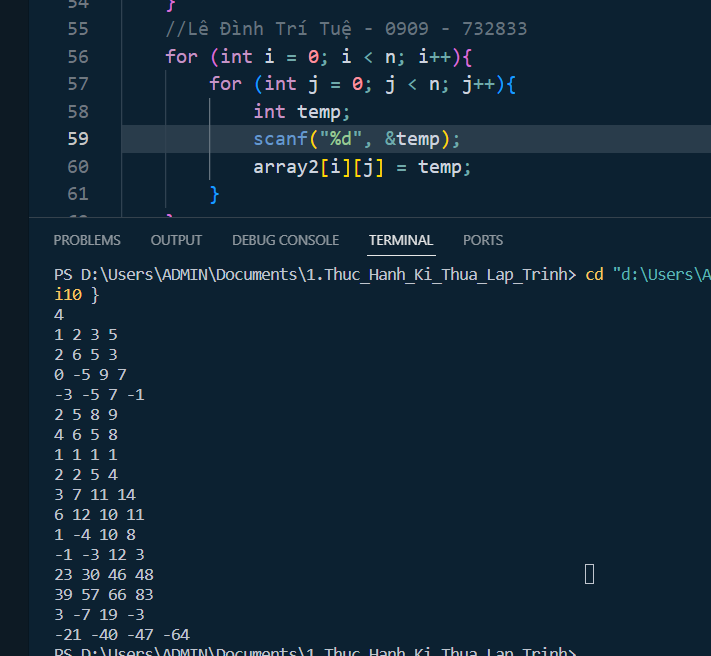 54 }
55 //Lê Đình Trí Tuệ - 0909 - 732833
56 for (int i = 0; i < n; i++){
57 for (int j = 0; j < n; j++){
58 int temp;
59 scanf("%d", &temp);
60 array2[i][j] = temp;
61 }
PROBLEMS OUTPUT DEBUG CONSOLE TERMINAL PORTS
PS D:\Users\ADMIN\Documents\1.Thuc_Hanh_Ki_Thua_Lap_Trinh> cd "d:\Users\A
i10 }
4
1 2 3 5
2 6 5 3
0 -5 9 7
-3 -5 7 -1
2 5 8 9
4 6 5 8
1 1 1 1
2 2 5 4
3 7 11 14
6 12 10 11
1 -4 10 8
-1 -3 12 3
23 30 46 48
39 57 66 83
3 -7 19 -3
-21 -40 -47 -64
PS D:\Users\ADMIN\Documents\1.Thuc_Hanh_Ki_Thua_Lap_Trinh>